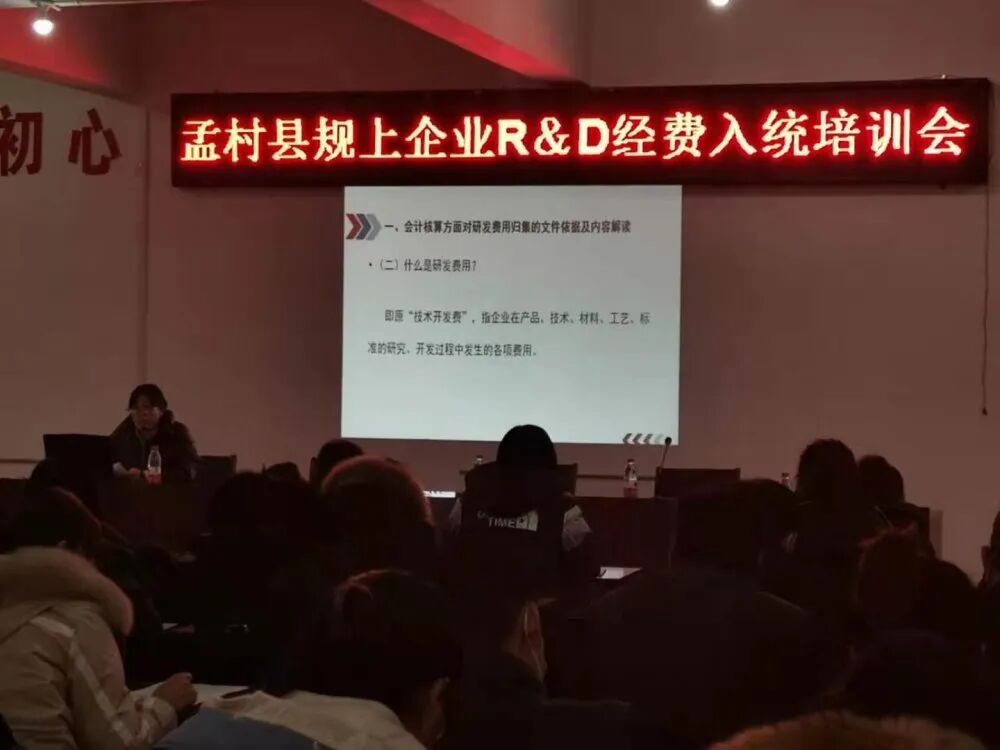 初心
孟村县规上企业R&D经费入统培训会
一、会计核算方面对研发费用归集的文件依据及内容解读
•（二）什么是研发费用？
即原“技术开发费”，指企业在产品、技术、材料、工艺、标
准的研究、开发过程中发生的各项费用。
TIME